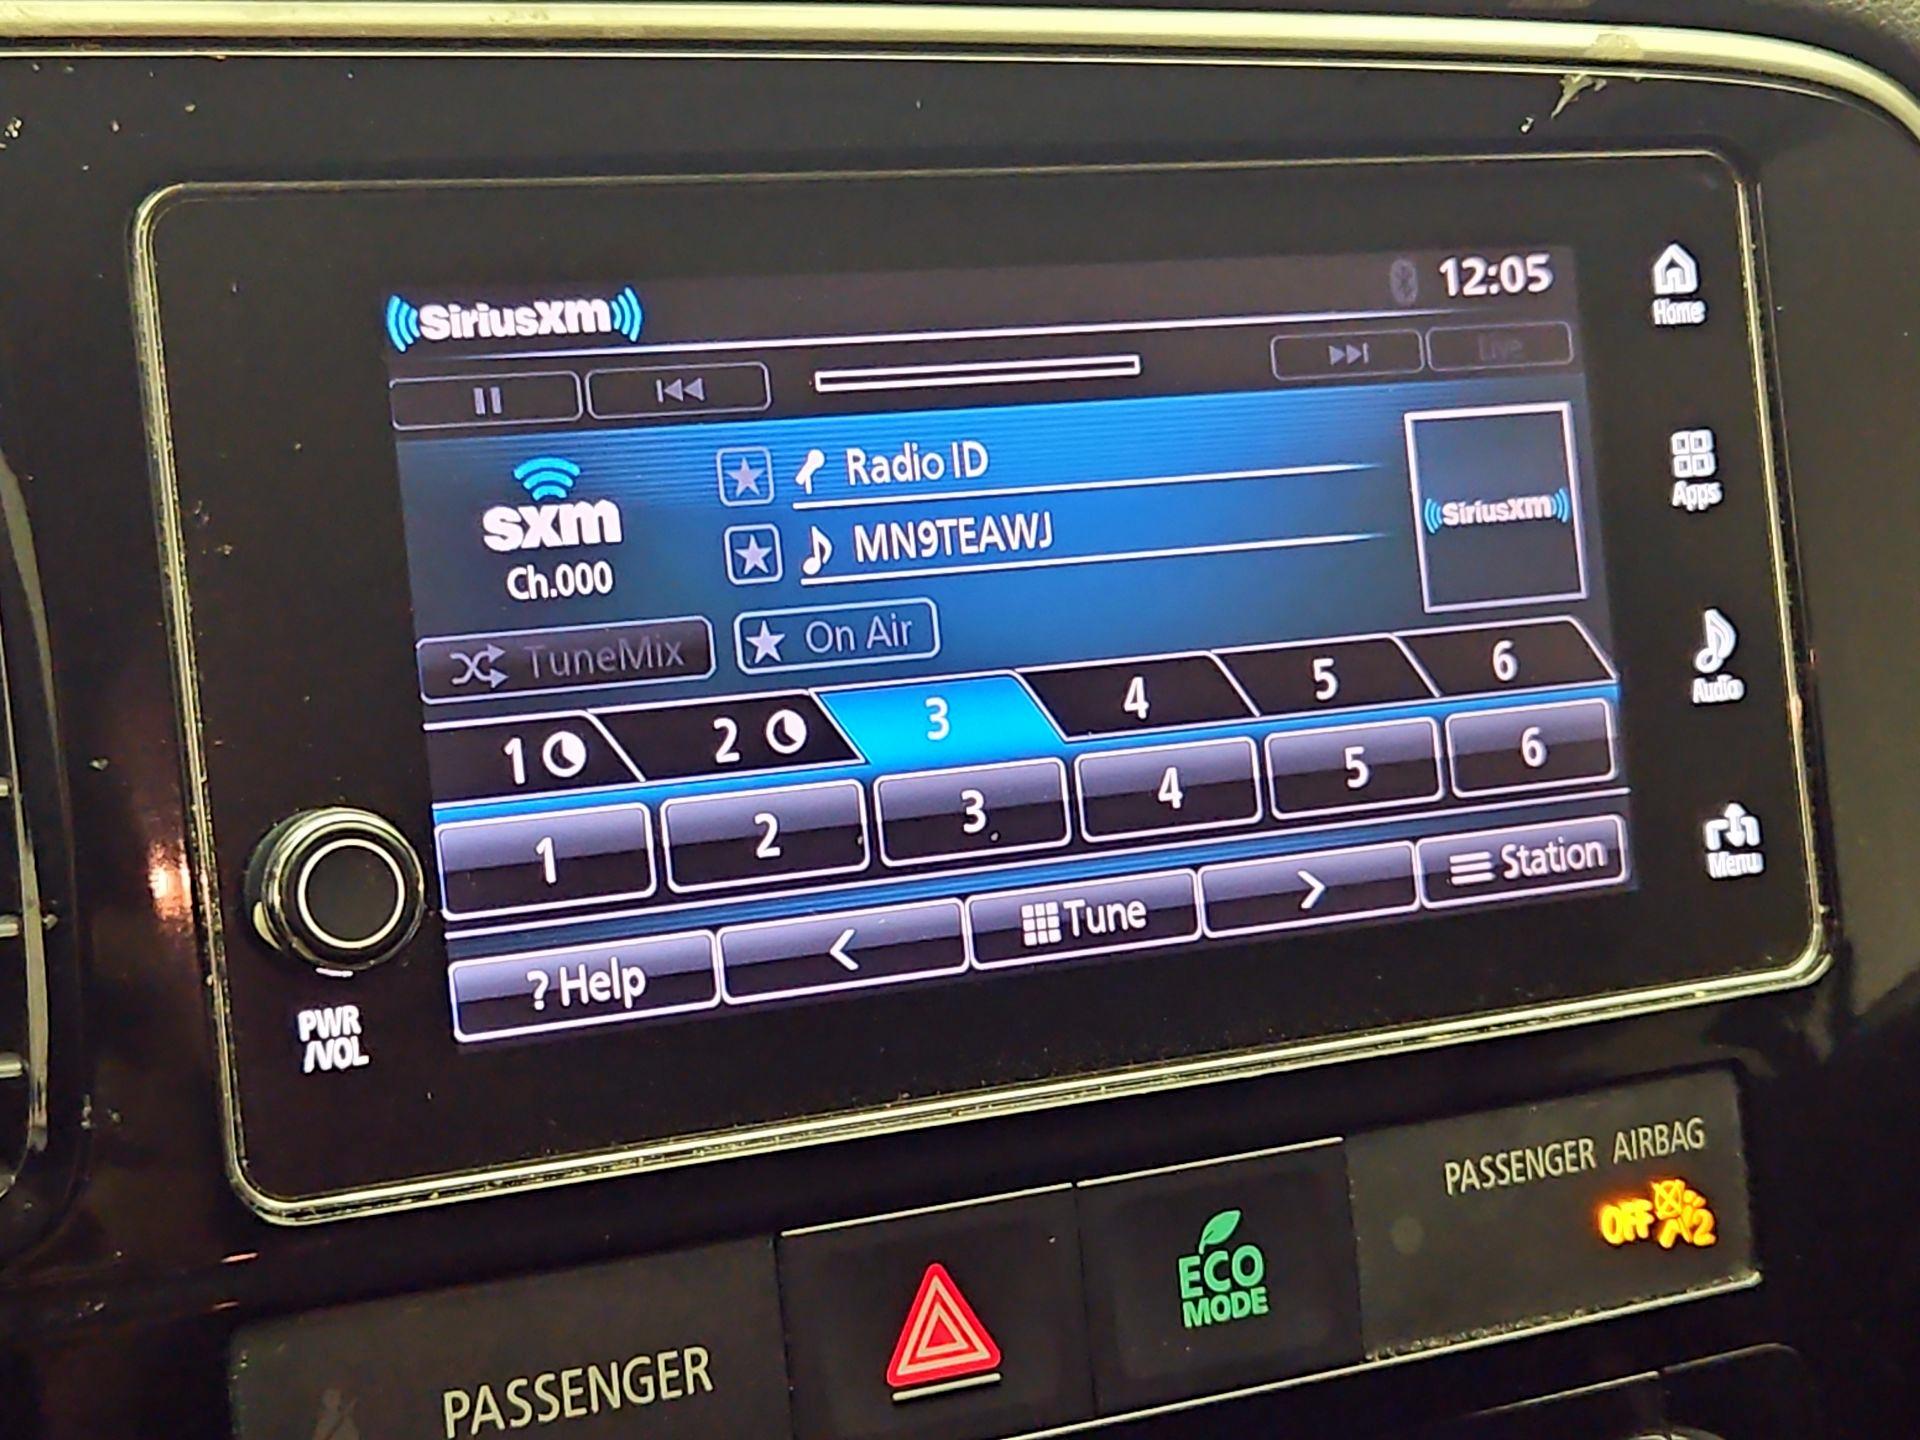 SiriusXM
12:05
Live
Home
sxm
Ch.000
Radio ID
MN9TEAWJ
SiriusXM
Apps
TuneMix
On Air
Audio
1 2 3 4 5 6
1 2 3 4 5 6
Menu
? Help < Tune > Station
PWR
/VOL
PASSENGER AIRBAG
OFF 2
ECO
MODE
PASSENGER